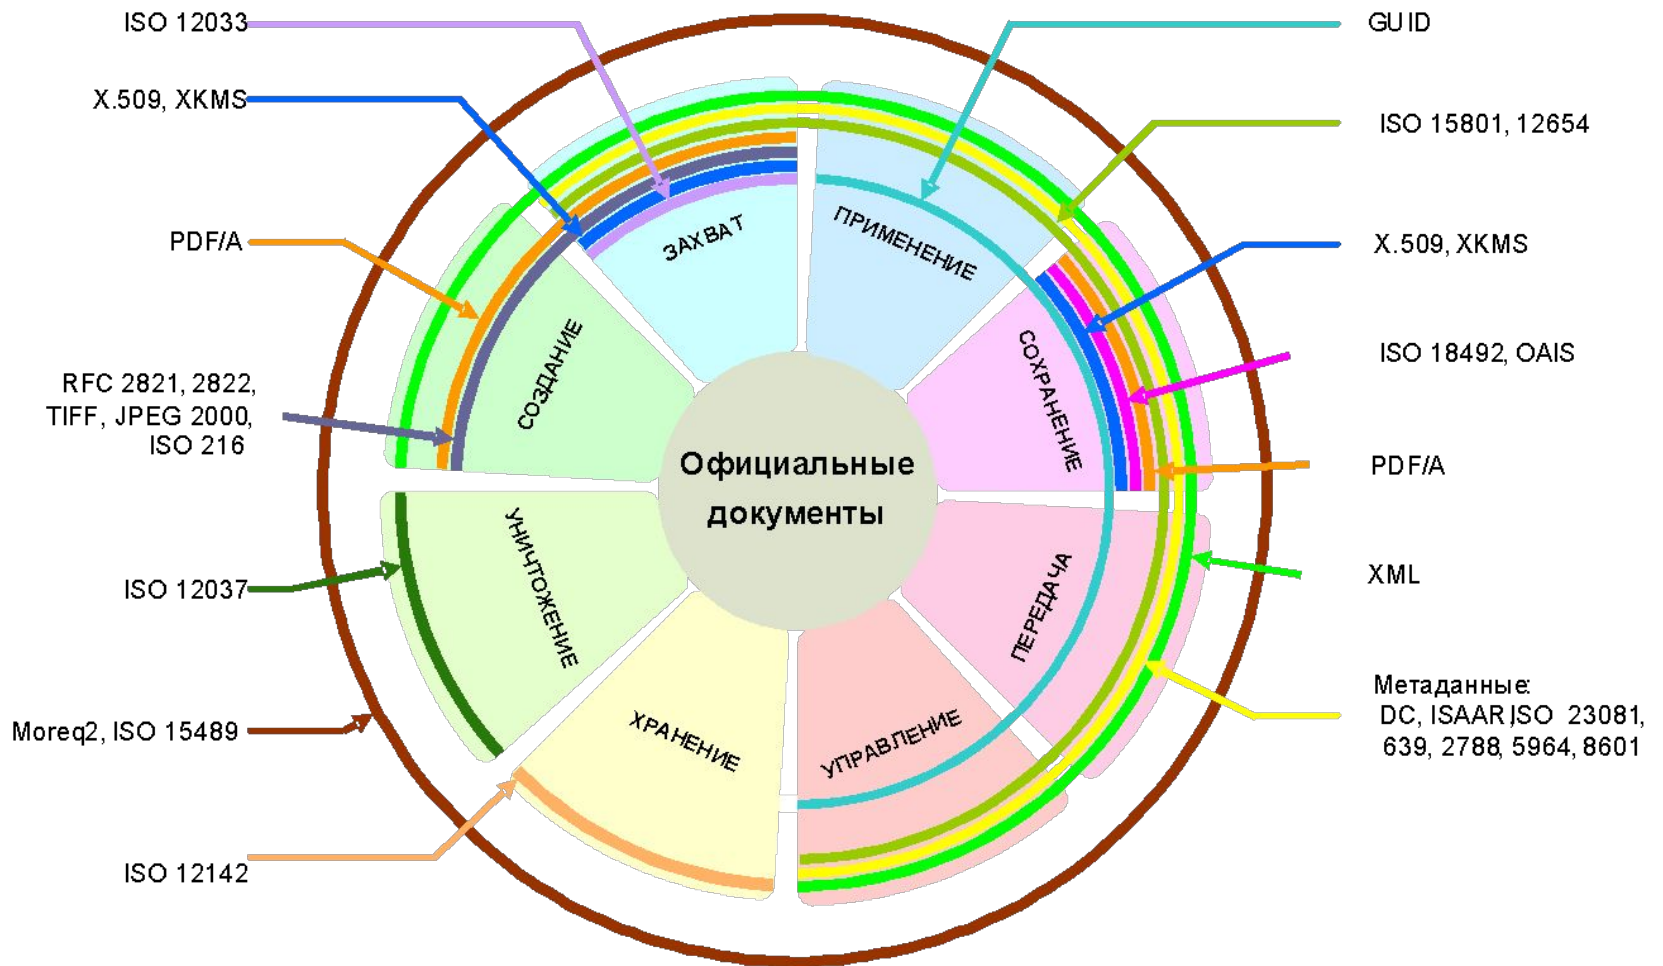 ISO 12033
X.509, XKMS
PDF/A
RFC 2821, 2822,
TIFF, JPEG 2000,
ISO 216
ISO 12037
Moreq2, ISO 15489
ISO 12142
ЗАХВАТ
ПРИМЕНЕНИЕ
СОЗДАНИЕ
СОХРАНЕНИЕ
Официальные
документы
УНИЧТОЖЕНИЕ
ПЕРЕДАЧА
ХРАНЕНИЕ
УПРАВЛЕНИЕ
GUID
ISO 15801, 12654
X.509, XKMS
ISO 18492, OAIS
PDF/A
XML
Метаданные:
DC, ISAAR,ISO 23081,
639, 2788, 5964, 8601